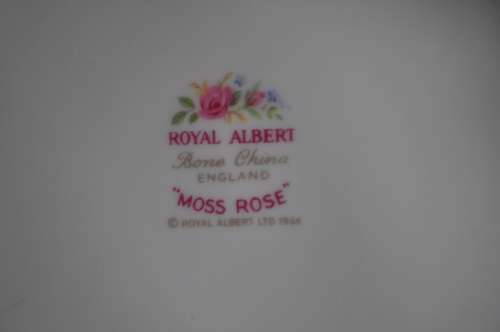 ROYAL ALBERT
Bone China
ENGLAND
"MOSS ROSE"
© ROYAL ALBERT LTD